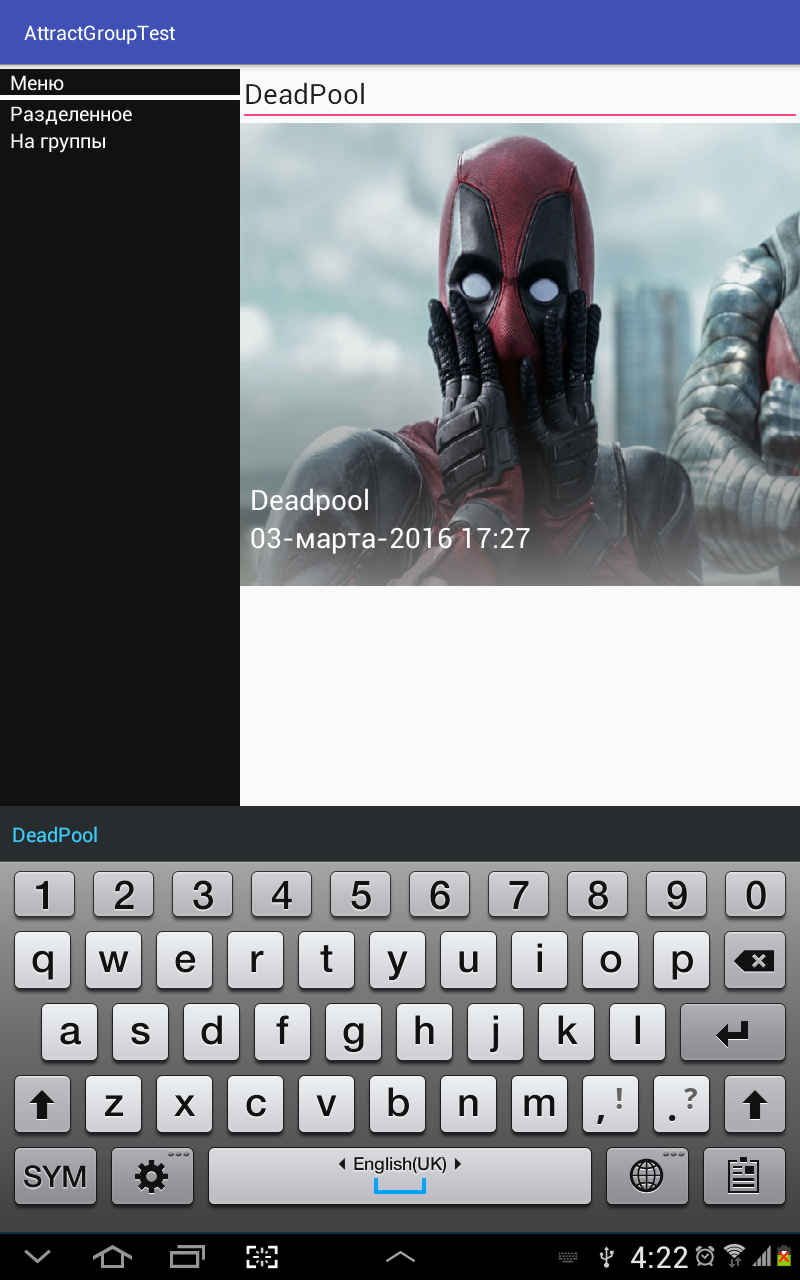 AttractGroupTest
Меню
Разделенное
На группы
DeadPool
Deadpool
03-марта-2016 17:27
DeadPool
1 2 3 4 5 6 7 8 9 0
q w e r t y u i o p
a s d f g h j k l
z x c v b n m , ! . ?
SYM English(UK)
4:22